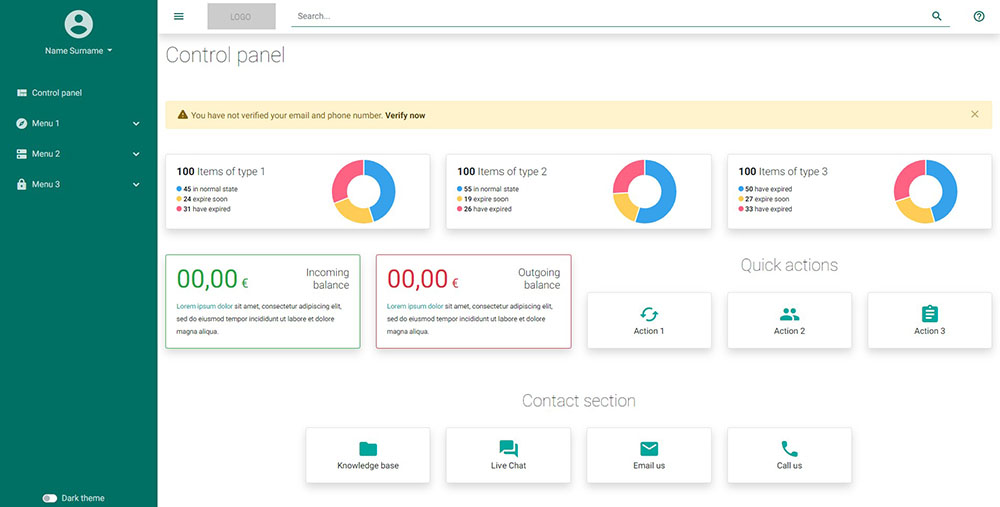 Name Surname
Control panel
Menu 1
Menu 2
Menu 3
Dark theme
LOGO
Search...
Control panel
You have not verified your email and phone number. Verify now
100 Items of type 1
45 in normal state
24 expire soon
31 have expired
100 Items of type 2
55 in normal state
19 expire soon
26 have expired
100 Items of type 3
50 have expired
27 expire soon
33 have expired
00,00 €
Incoming
balance
Lorem ipsum dolor sit amet, consectetur adipiscing elit,
sed do eiusmod tempor incididunt ut labore et dolore
magna aliqua.
00,00 €
Outgoing
balance
Lorem ipsum dolor sit amet, consectetur adipiscing elit,
sed do eiusmod tempor incididunt ut labore et dolore
magna aliqua.
Quick actions
Action 1
Action 2
Action 3
Contact section
Knowledge base
Live Chat
Email us
Call us